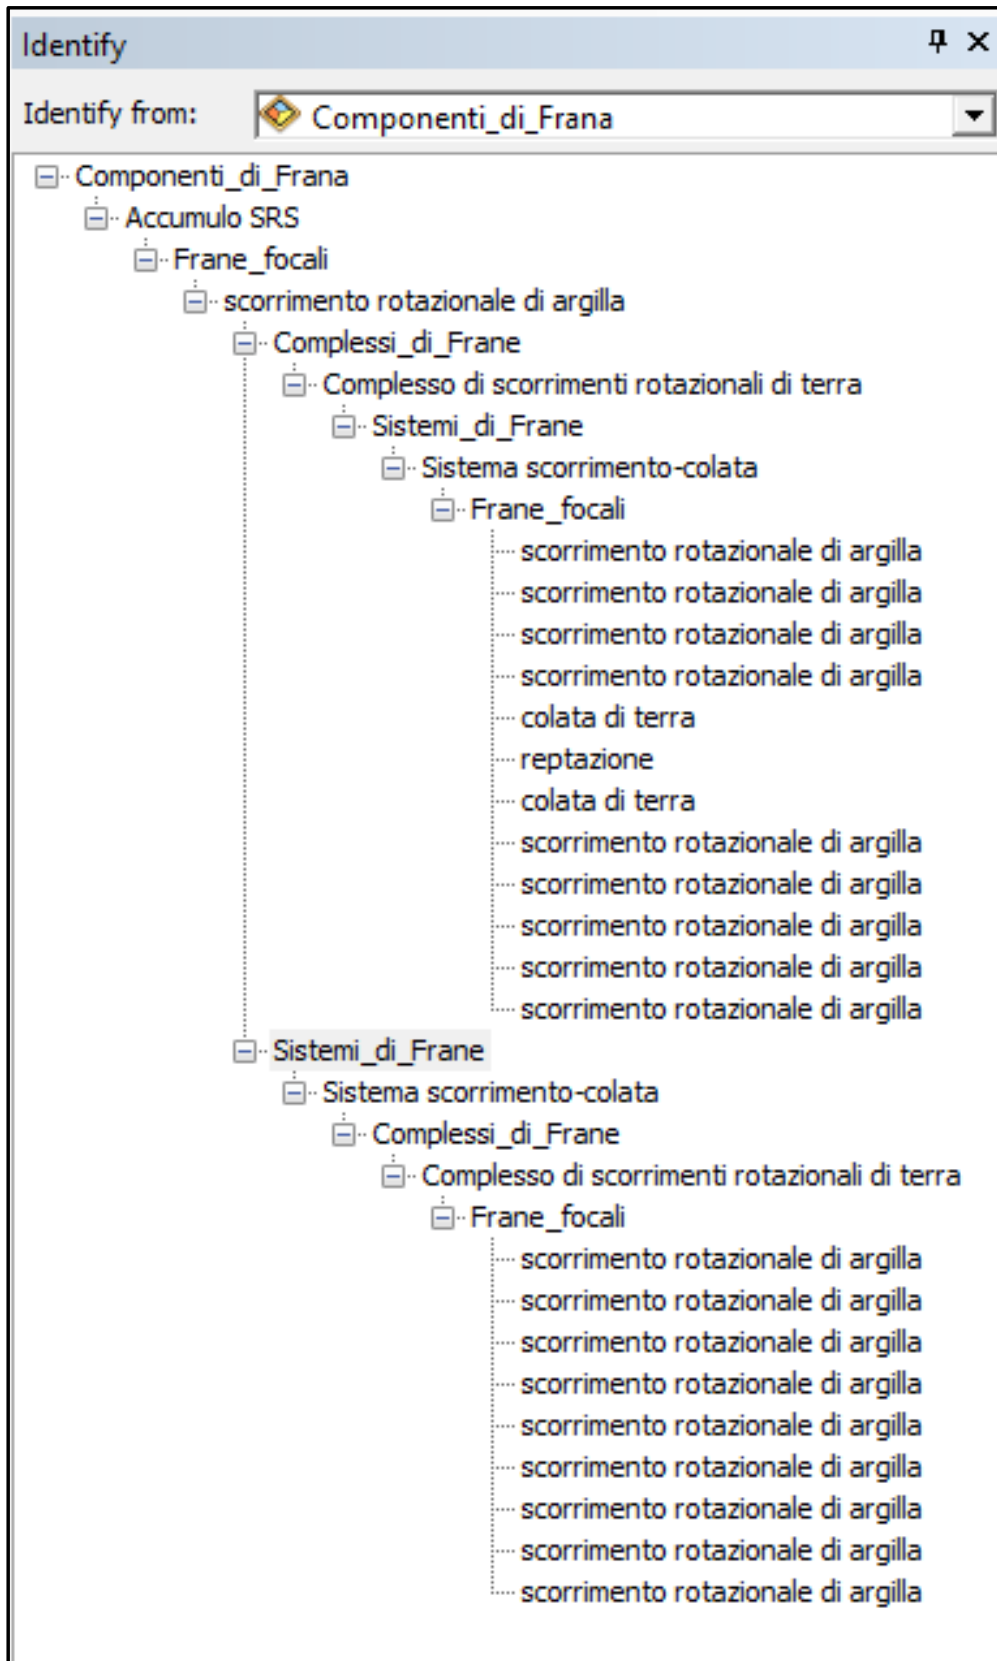 Identify
Identify from: Componenti_di_Frana
Componenti_di_Frana
Accumulo SRS
Frane_focali
scorrimento rotazionale di argilla
Complessi_di_Frane
Complesso di scorrimenti rotazionali di terra
Sistemi_di_Frane
Sistema scorrimento-colata
Frane_focali
scorrimento rotazionale di argilla
scorrimento rotazionale di argilla
scorrimento rotazionale di argilla
scorrimento rotazionale di argilla
colata di terra
reptazione
colata di terra
scorrimento rotazionale di argilla
scorrimento rotazionale di argilla
scorrimento rotazionale di argilla
scorrimento rotazionale di argilla
scorrimento rotazionale di argilla
Sistemi_di_Frane
Sistema scorrimento-colata
Complessi_di_Frane
Complesso di scorrimenti rotazionali di terra
Frane_focali
scorrimento rotazionale di argilla
scorrimento rotazionale di argilla
scorrimento rotazionale di argilla
scorrimento rotazionale di argilla
scorrimento rotazionale di argilla
scorrimento rotazionale di argilla
scorrimento rotazionale di argilla
scorrimento rotazionale di argilla
scorrimento rotazionale di argilla